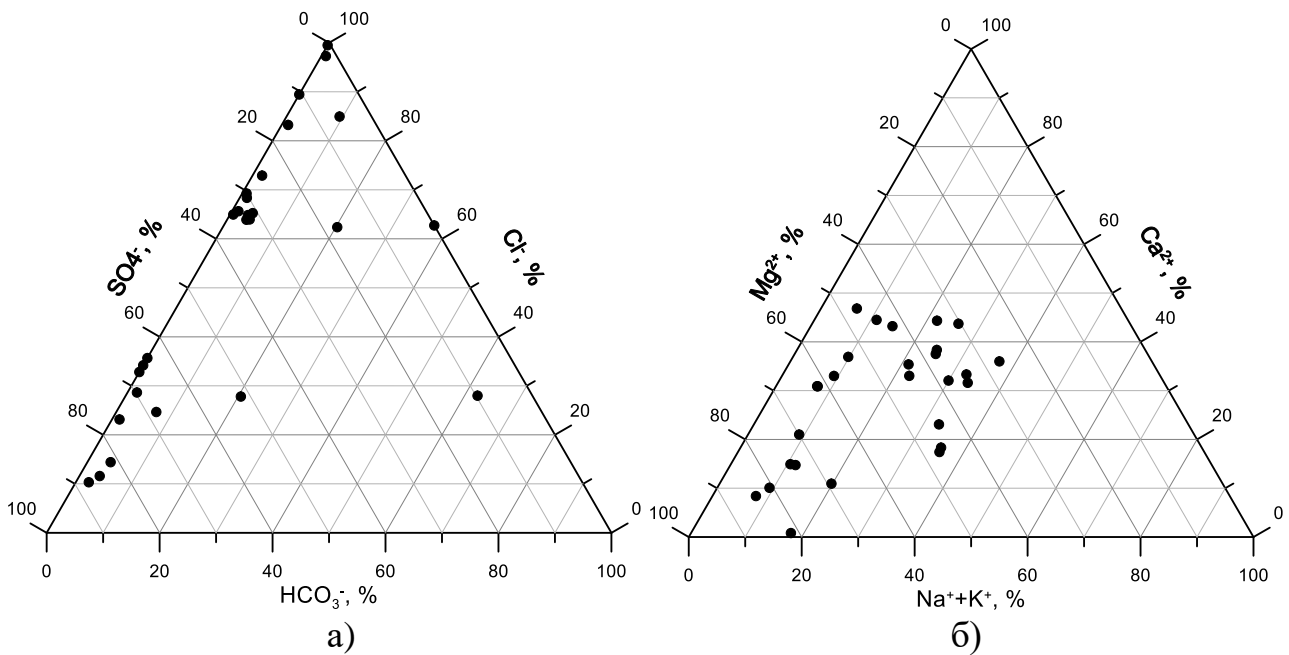 0 100
0 100
20 80
20 80
40 60
40 60
SO4-, % Cl-, %
Mg2+, % Ca2+, %
60 40
60 40
80 20
80 20
100 0
100 0
0 20 40 60 80 100
0 20 40 60 80 100
HCO3-, %
Na++K+, %
а)
б)